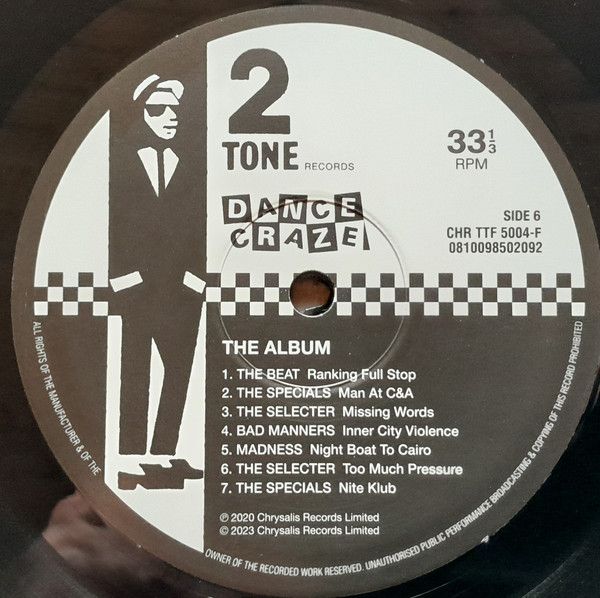 2
TONE RECORDS
33 1/3
RPM
DANCE
CRAZE
SIDE 6
CHR TTF 5004-F
0810098502092
THE ALBUM
1. THE BEAT Ranking Full Stop
2. THE SPECIALS Man At C&A
3. THE SELECTER Missing Words
4. BAD MANNERS Inner City Violence
5. MADNESS Night Boat To Cairo
6. THE SELECTER Too Much Pressure
7. THE SPECIALS Nite Klub
℗ 2020 Chrysalis Records Limited
© 2023 Chrysalis Records Limited
ALL RIGHTS OF THE MANUFACTURER & OF THE OWNER OF THE RECORDED WORK RESERVED. UNAUTHORISED PUBLIC PERFORMANCE BROADCASTING & COPYING OF THIS RECORD PROHIBITED